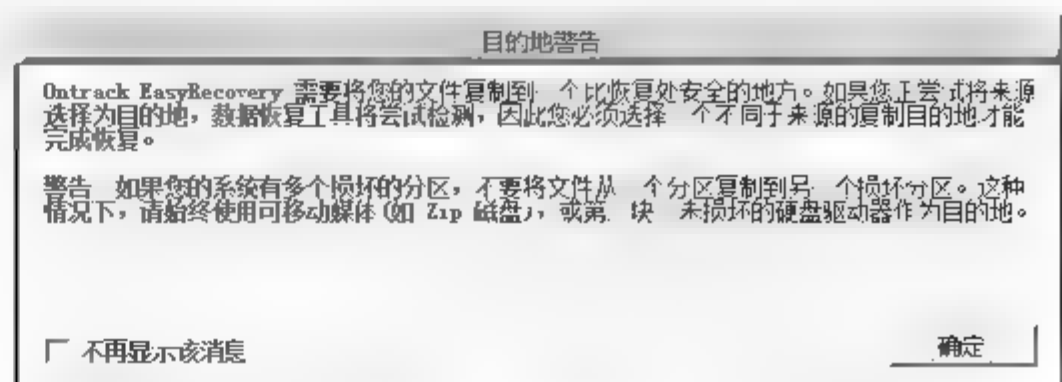 目的地警告
Ontrack EasyRecovery 需要将您的文件复制到一个比恢复处安全的地方。如果您正尝试将来源
选择为目的地，数据恢复工具将尝试检测，因此您必须选择一个不同于来源的复制目的地才能
完成恢复。
警告 如果您的系统有多个损坏的分区，不要将文件从一个分区复制到另一个损坏分区。这种
情况下，请始终使用可移动媒体(如 Zip 磁盘)，或第二块 未损坏的硬盘驱动器作为目的地。
不再显示该消息
确定